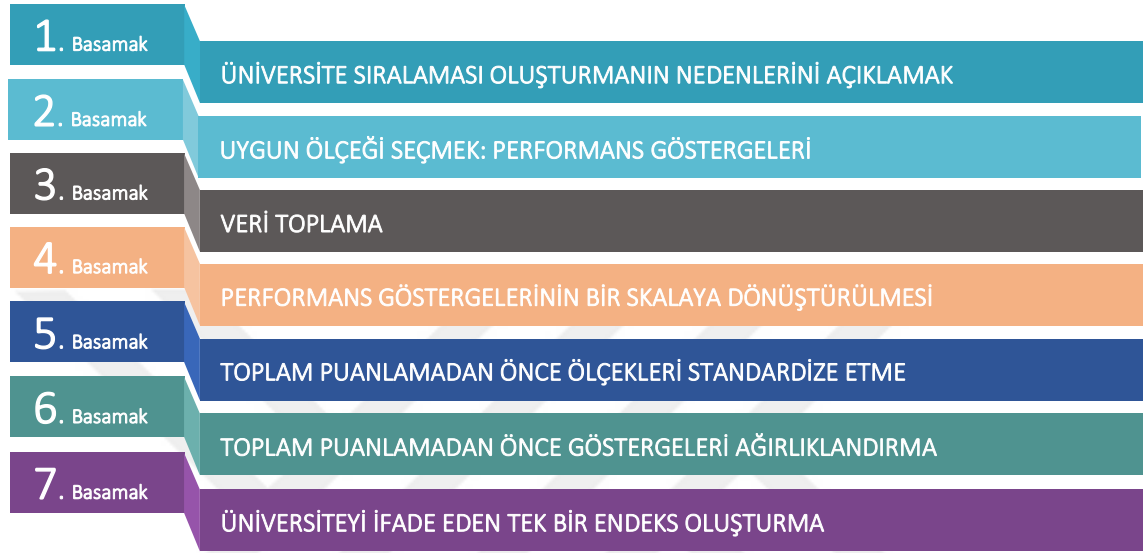 1. Basamak
ÜNİVERSİTE SIRALAMASI OLUŞTURMANIN NEDENLERİNİ AÇIKLAMAK
2. Basamak
UYGUN ÖLÇEĞİ SEÇMEK: PERFORMANS GÖSTERGELERİ
3. Basamak
VERİ TOPLAMA
4. Basamak
PERFORMANS GÖSTERGELERİNİN BİR SKALAYA DÖNÜŞTÜRÜLMESİ
5. Basamak
TOPLAM PUANLAMADAN ÖNCE ÖLÇEKLERİ STANDARDİZE ETME
6. Basamak
TOPLAM PUANLAMADAN ÖNCE GÖSTERGELERİ AĞIRLIKLANDIRMA
7. Basamak
ÜNİVERSİTEYİ İFADE EDEN TEK BİR ENDEKS OLUŞTURMA